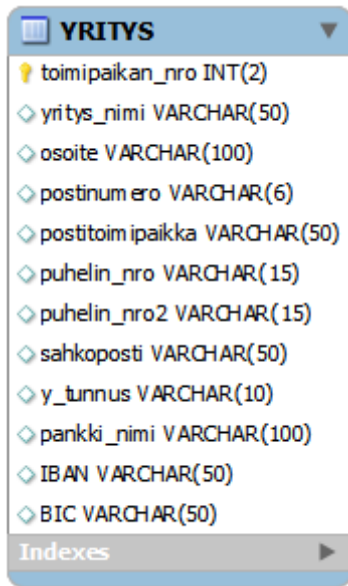 YRITYS
toimipaikan_nro INT(2)
yritys_nimi VARCHAR(50)
osoite VARCHAR(100)
postinumero VARCHAR(6)
postitoimipaikka VARCHAR(50)
puhelin_nro VARCHAR(15)
puhelin_nro2 VARCHAR(15)
sahkoposti VARCHAR(50)
y_tunnus VARCHAR(10)
pankki_nimi VARCHAR(100)
IBAN VARCHAR(50)
BIC VARCHAR(50)
Indexes